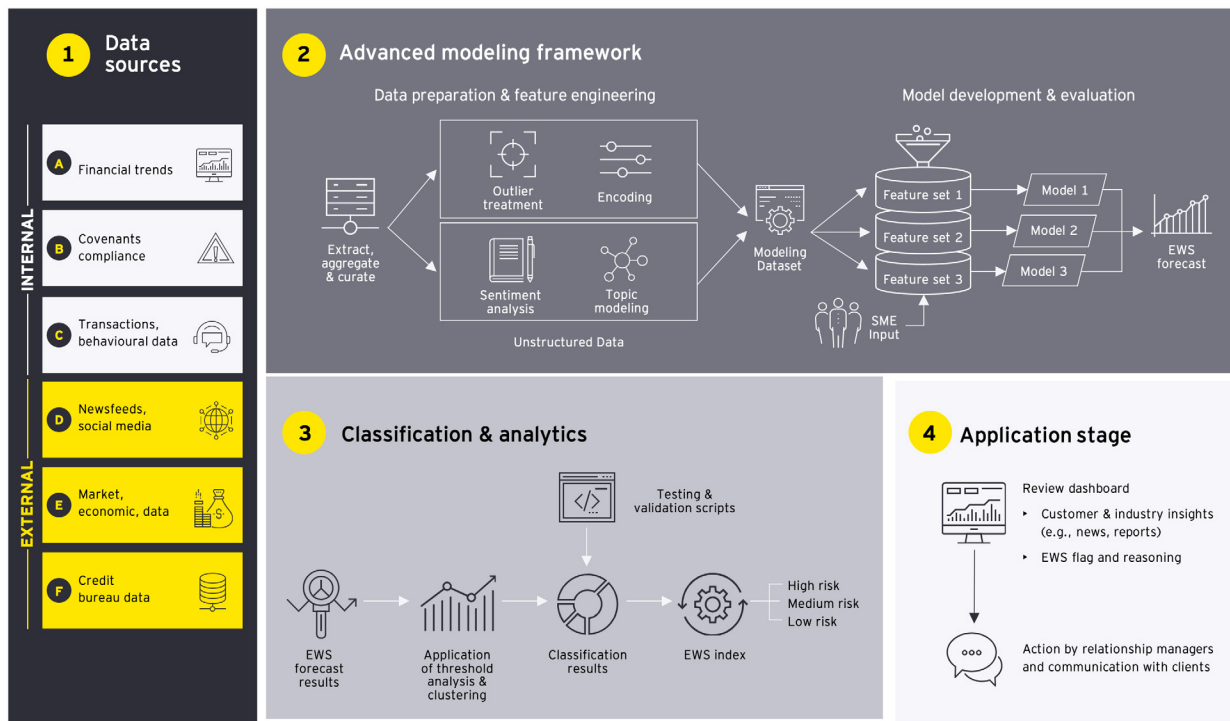 1
Data
sources
INTERNAL
A
Financial trends
B
Covenants
compliance
C
Transactions,
behavioural data
EXTERNAL
D
Newsfeeds,
social media
E
Market,
economic, data
$
F
Credit
bureau data
2
Advanced modeling framework
Data preparation & feature engineering
Extract,
aggregate
& curate
Outlier
treatment
Encoding
Sentiment
analysis
Topic
modeling
Unstructured Data
Modeling
Dataset
Model development & evaluation
Feature set 1
Feature set 2
Feature set 3
Model 1
Model 2
Model 3
SME
Input
EWS
forecast
3
Classification & analytics
</>
Testing &
validation scripts
EWS
forecast
results
Application
of threshold
analysis &
clustering
Classification
results
EWS index
High risk
Medium risk
Low risk
4
Application stage
Review dashboard
‣ Customer & industry insights
(e.g., news, reports)
‣ EWS flag and reasoning
Action by relationship managers
and communication with clients